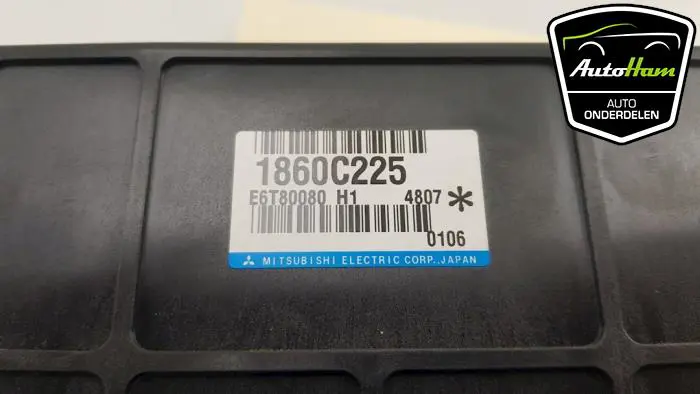 AutoHam
AUTO
ONDERDELEN
1860C225
E6T80080 H1 4807 *
0106
MITSUBISHI ELECTRIC CORP., JAPAN